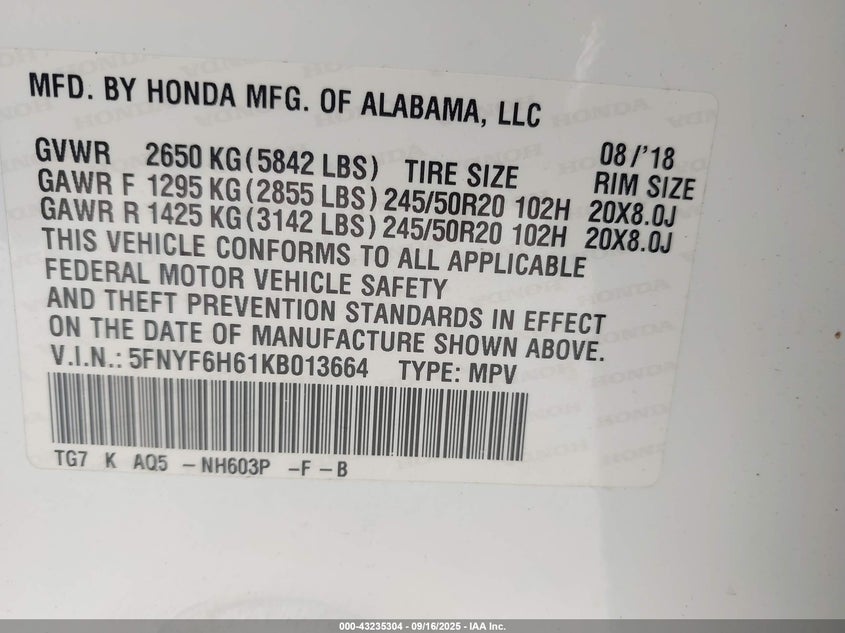 MFD. BY HONDA MFG. OF ALABAMA, LLC
08/'18
GVWR 2650 KG (5842 LBS) TIRE SIZE RIM SIZE
GAWR F 1295 KG (2855 LBS) 245/50R20 102H 20X8.0J
GAWR R 1425 KG (3142 LBS) 245/50R20 102H 20X8.0J
THIS VEHICLE CONFORMS TO ALL APPLICABLE
FEDERAL MOTOR VEHICLE SAFETY
AND THEFT PREVENTION STANDARDS IN EFFECT
ON THE DATE OF MANUFACTURE SHOWN ABOVE.
V.I.N.: 5FNYF6H61KB013664 TYPE: MPV
TG7 K AQ5 -NH603P -F-B
000-43235304 - 09/16/2025 - IAA Inc.